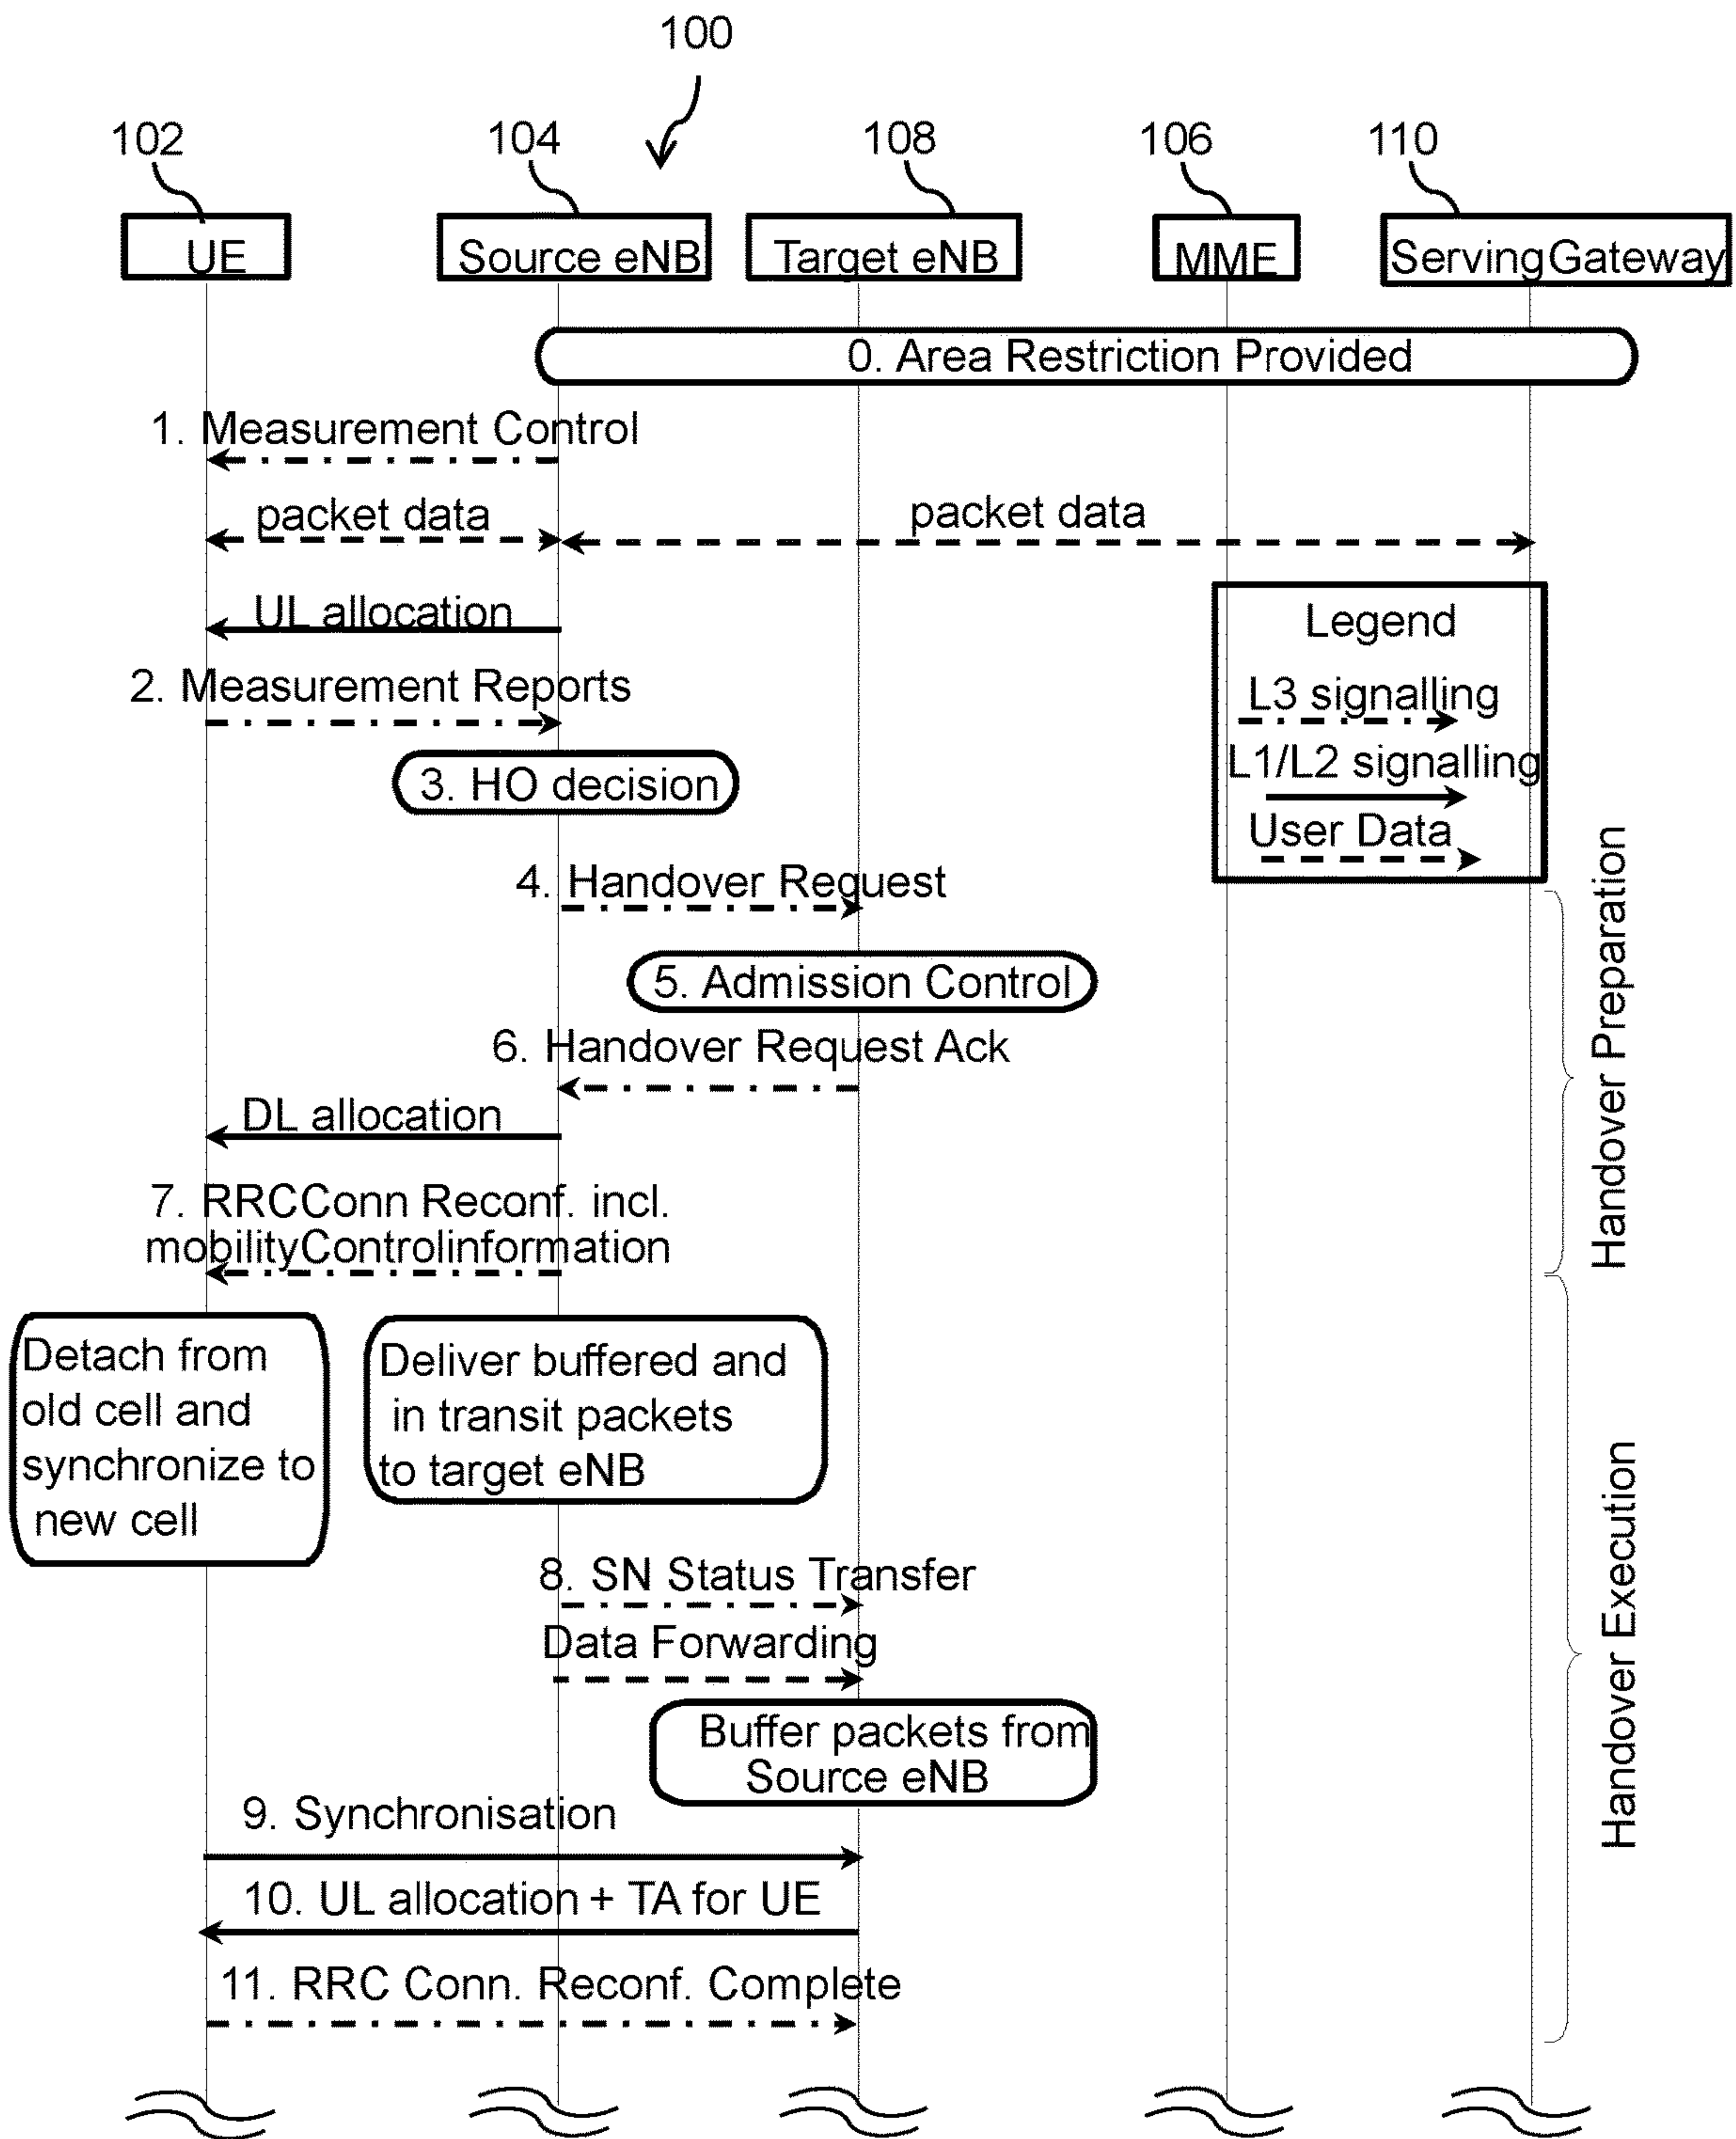 100
102
104
108
106
110
UE
Source eNB
Target eNB
MME
Serving Gateway
0. Area Restriction Provided
1. Measurement Control
packet data
packet data
UL allocation
Legend
L3 signalling
L1/L2 signalling
User Data
2. Measurement Reports
3. HO decision
4. Handover Request
5. Admission Control
6. Handover Request Ack
DL allocation
Handover Preparation
7. RRCConn Reconf. incl.
mobilityControlinformation
Detach from
old cell and
synchronize to
new cell
Deliver buffered and
in transit packets
to target eNB
8. SN Status Transfer
Data Forwarding
Buffer packets from
Source eNB
Handover Execution
9. Synchronisation
10. UL allocation + TA for UE
11. RRC Conn. Reconf. Complete